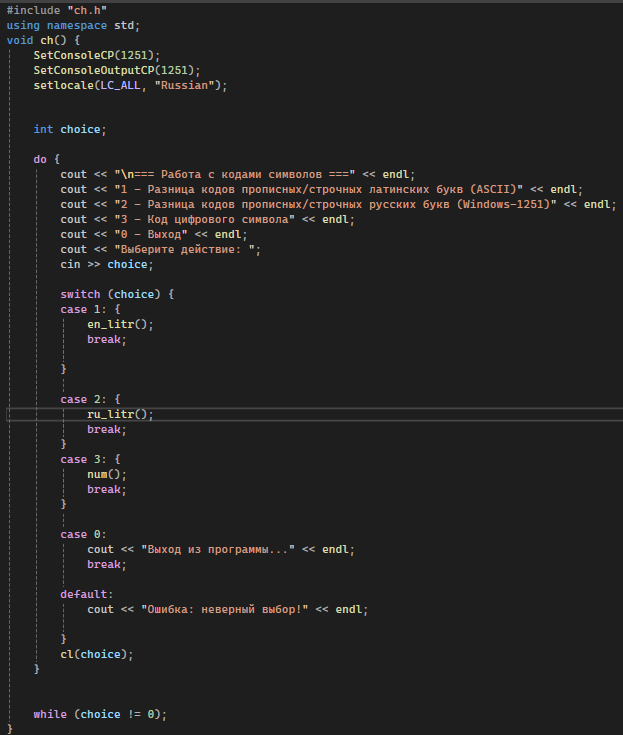 #include "ch.h"
using namespace std;
void ch() {
    SetConsoleCP(1251);
    SetConsoleOutputCP(1251);
    setlocale(LC_ALL, "Russian");
    int choice;
    do {
        cout << "\n=== Работа с кодами символов ===" << endl;
        cout << "1 - Разница кодов прописных/строчных латинских букв (ASCII)" << endl;
        cout << "2 - Разница кодов прописных/строчных русских букв (Windows-1251)" << endl;
        cout << "3 - Код цифрового символа" << endl;
        cout << "0 - Выход" << endl;
        cout << "Выберите действие: ";
        cin >> choice;
        switch (choice) {
        case 1: {
            en_litr();
            break;
        }
        case 2: {
            ru_litr();
            break;
        }
        case 3: {
            num();
            break;
        }
        case 0:
            cout << "Выход из программы..." << endl;
            break;
        default:
            cout << "Ошибка: неверный выбор!" << endl;
        }
        cl(choice);
    }
    while (choice != 0);
}